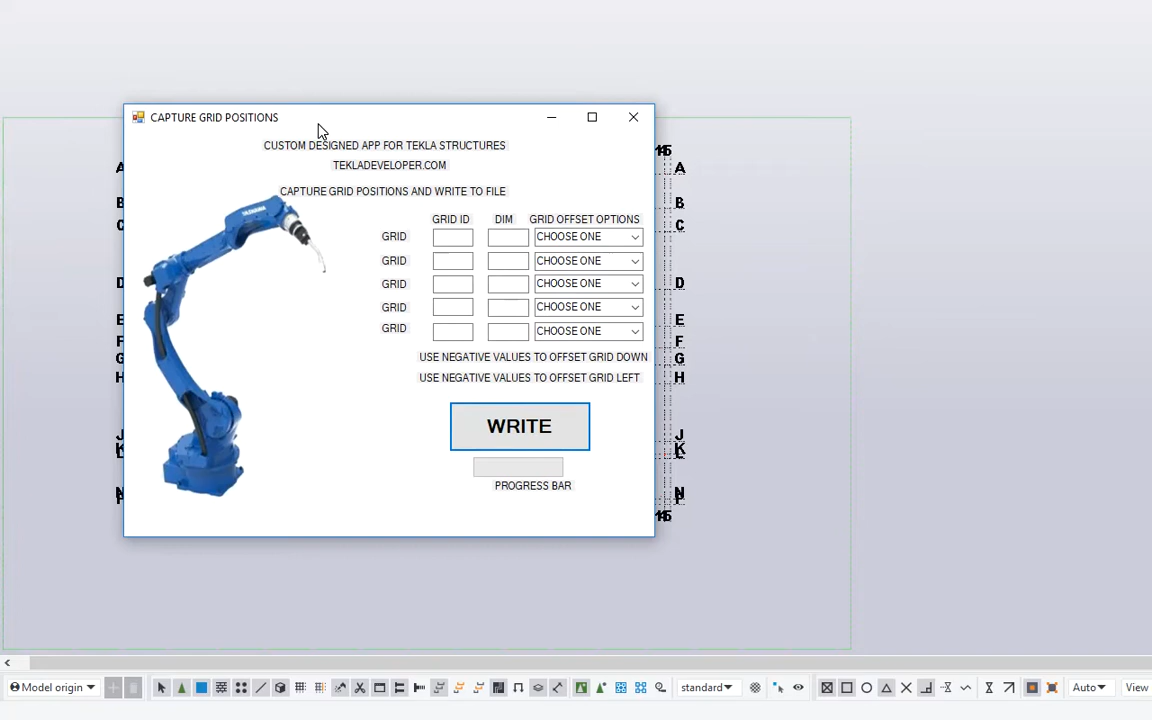 CAPTURE GRID POSITIONS
CUSTOM DESIGNED APP FOR TEKLA STRUCTURES
TEKLADEVELOPER.COM
CAPTURE GRID POSITIONS AND WRITE TO FILE
GRID ID DIM GRID OFFSET OPTIONS
GRID CHOOSE ONE
GRID CHOOSE ONE
GRID CHOOSE ONE
GRID CHOOSE ONE
GRID CHOOSE ONE
USE NEGATIVE VALUES TO OFFSET GRID DOWN
USE NEGATIVE VALUES TO OFFSET GRID LEFT
WRITE
PROGRESS BAR
A
B
C
D
E
F
G
H
J
K
A
B
C
D
E
F
G
H
J
K
Model origin
standard
Auto
View